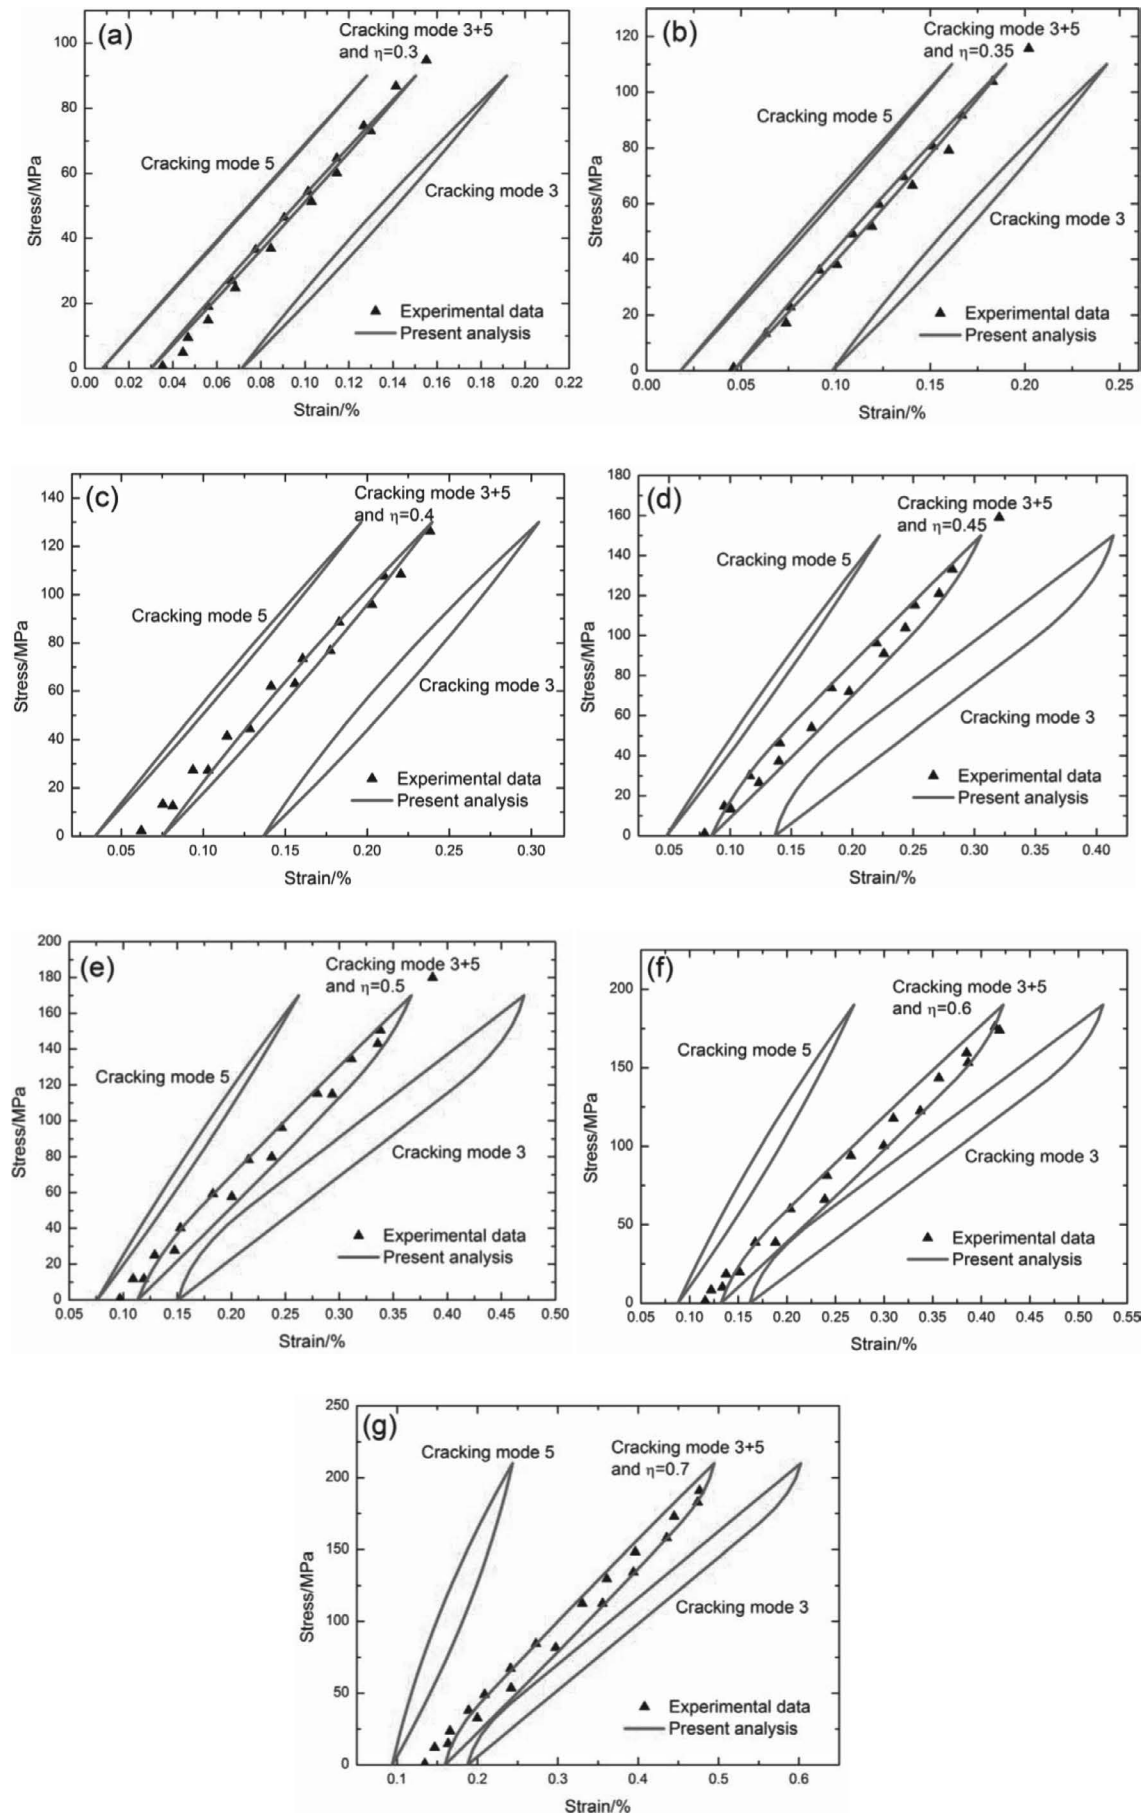 (a)
Cracking mode 3+5
and η=0.3
Cracking mode 5
Cracking mode 3
Experimental data
Present analysis
Stress/MPa
100
80
60
40
20
0
0.00 0.02 0.04 0.06 0.08 0.10 0.12 0.14 0.16 0.18 0.20 0.22
Strain/%
(b)
Cracking mode 3+5
and η=0.35
Cracking mode 5
Cracking mode 3
Experimental data
Present analysis
Stress/MPa
120
100
80
60
40
20
0
0.00 0.05 0.10 0.15 0.20 0.25
Strain/%
(c)
Cracking mode 3+5
and η=0.4
Cracking mode 5
Cracking mode 3
Experimental data
Present analysis
Stress/MPa
140
120
100
80
60
40
20
0
0.05 0.10 0.15 0.20 0.25 0.30
Strain/%
(d)
Cracking mode 3+5
and η=0.45
Cracking mode 5
Cracking mode 3
Experimental data
Present analysis
Stress/MPa
180
160
140
120
100
80
60
40
20
0
0.05 0.10 0.15 0.20 0.25 0.30 0.35 0.40
Strain/%
(e)
Cracking mode 3+5
and η=0.5
Cracking mode 5
Cracking mode 3
Experimental data
Present analysis
Stress/MPa
200
180
160
140
120
100
80
60
40
20
0
0.05 0.10 0.15 0.20 0.25 0.30 0.35 0.40 0.45 0.50
Strain/%
(f)
Cracking mode 3+5
and η=0.6
Cracking mode 5
Cracking mode 3
Experimental data
Present analysis
Stress/MPa
200
150
100
50
0
0.05 0.10 0.15 0.20 0.25 0.30 0.35 0.40 0.45 0.50 0.55
Strain/%
(g)
Cracking mode 5
Cracking mode 3+5
and η=0.7
Cracking mode 3
Experimental data
Present analysis
Stress/MPa
250
200
150
100
50
0
0.1 0.2 0.3 0.4 0.5 0.6
Strain/%